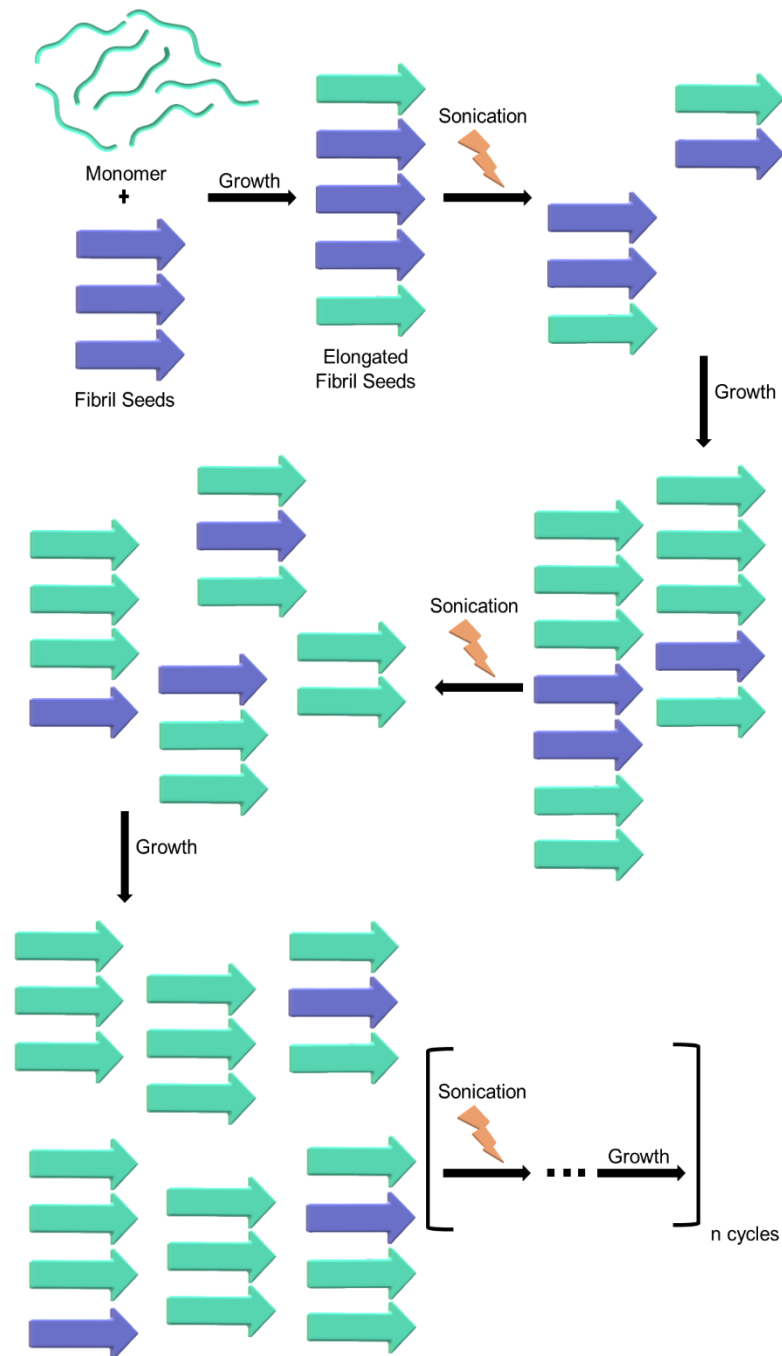 Monomer
+
Growth
Fibril Seeds
Elongated
Fibril Seeds
Sonication
Growth
Sonication
Growth
Sonication
Growth
n cycles